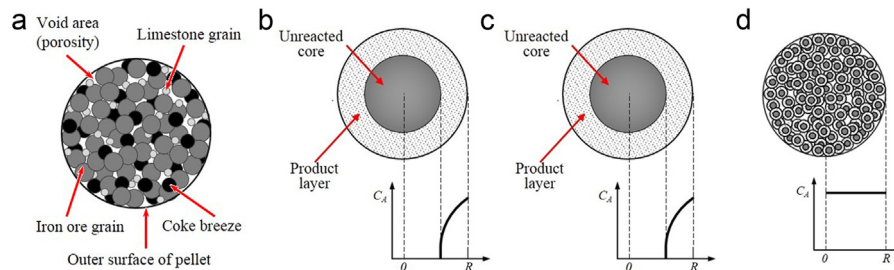 a
Void area
(porosity)
Limestone grain
Iron ore grain
Coke breeze
Outer surface of pellet
b
Unreacted
core
Product
layer
C_A
0
R
c
Unreacted
core
Product
layer
C_A
0
R
d
C_A
0
R